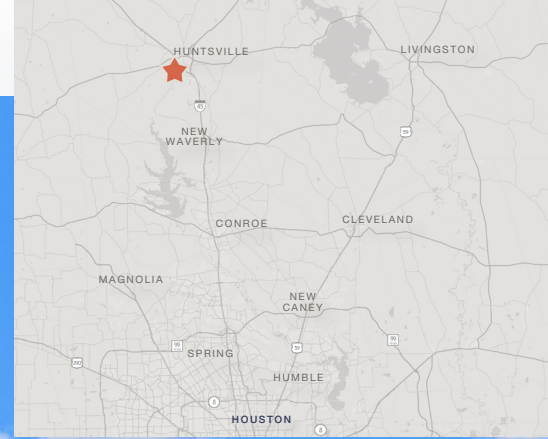 HUNTSVILLE
LIVINGSTON
45
59
NEW
WAVERLY
CONROE
CLEVELAND
MAGNOLIA
NEW
CANEY
99
SPRING
59
99
290
HUMBLE
8
HOUSTON
8